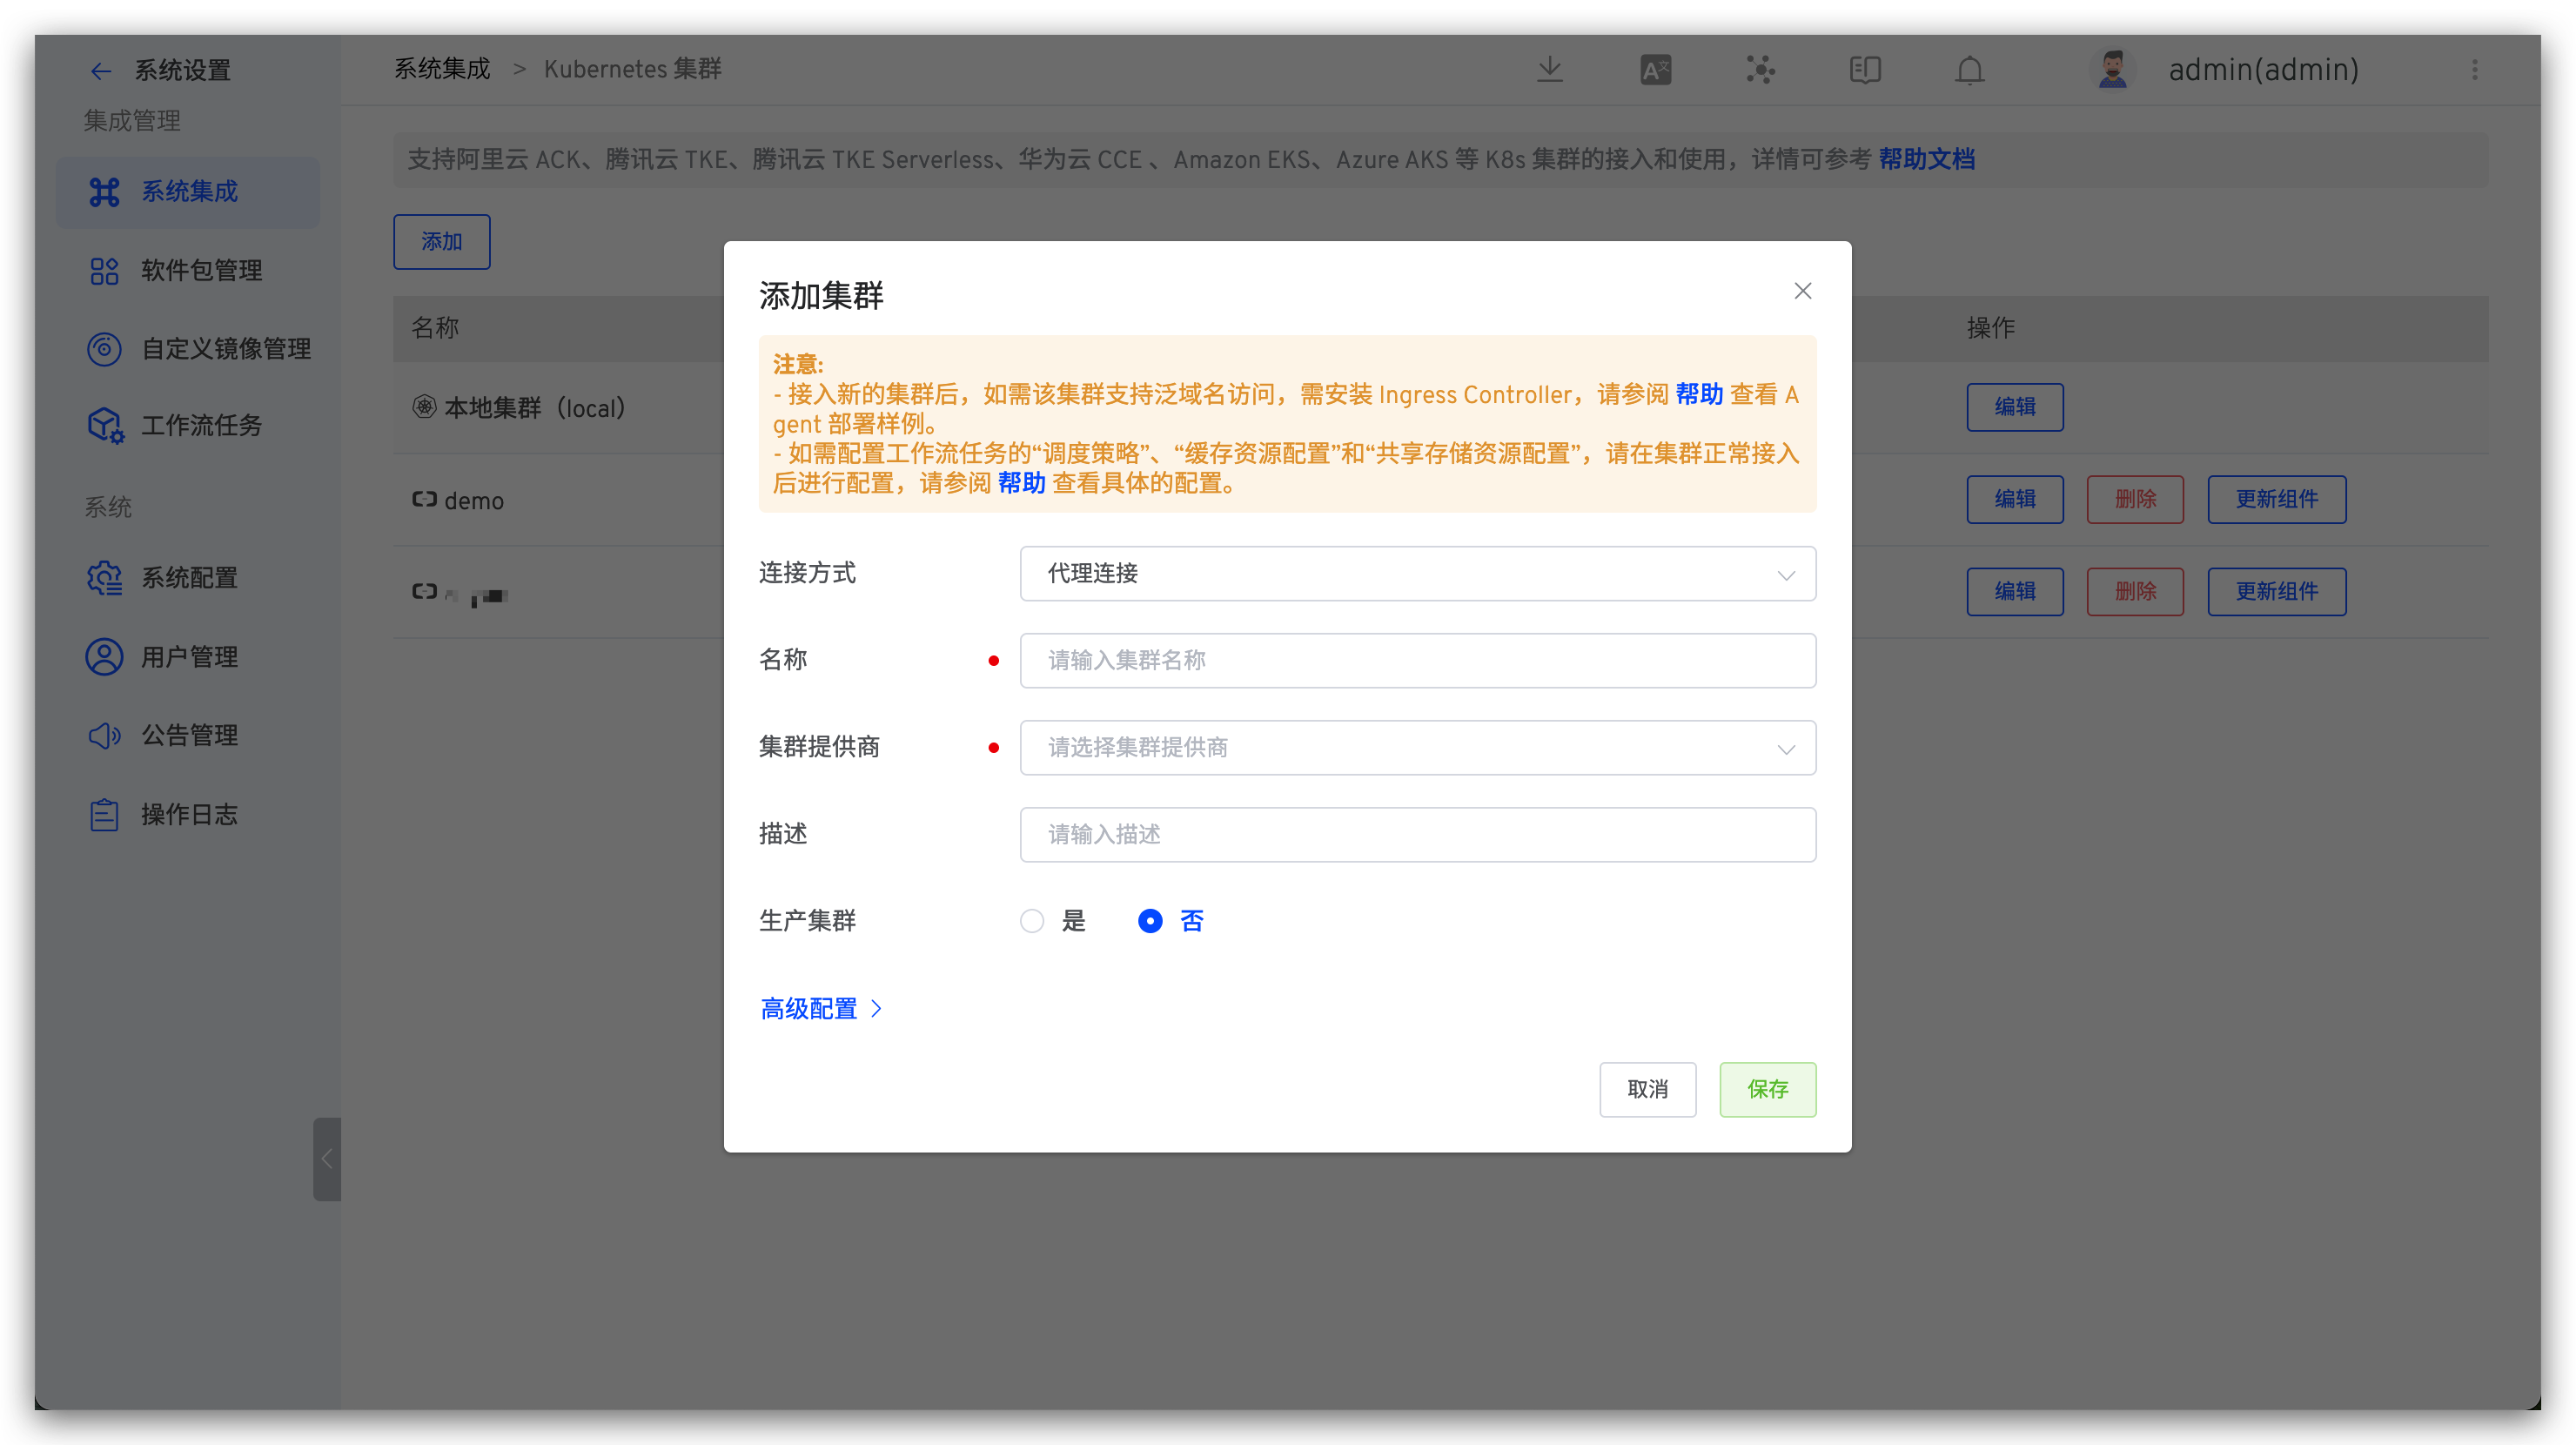 系统设置
集成管理
系统集成
软件包管理
自定义镜像管理
工作流任务
系统
系统配置
用户管理
公告管理
操作日志
系统集成 > Kubernetes 集群
admin(admin)
支持阿里云 ACK、腾讯云 TKE、腾讯云 TKE Serverless、华为云 CCE 、Amazon EKS、Azure AKS 等 K8s 集群的接入和使用，详情可参考 帮助文档
添加
名称
操作
本地集群（local）
编辑
demo
编辑 删除 更新组件
编辑 删除 更新组件
添加集群
注意:
- 接入新的集群后，如需该集群支持泛域名访问，需安装 Ingress Controller，请参阅 帮助 查看 A
gent 部署样例。
- 如需配置工作流任务的“调度策略”、“缓存资源配置”和“共享存储资源配置”，请在集群正常接入
后进行配置，请参阅 帮助 查看具体的配置。
连接方式 代理连接
名称 请输入集群名称
集群提供商 请选择集群提供商
描述 请输入描述
生产集群 是 否
高级配置
取消 保存